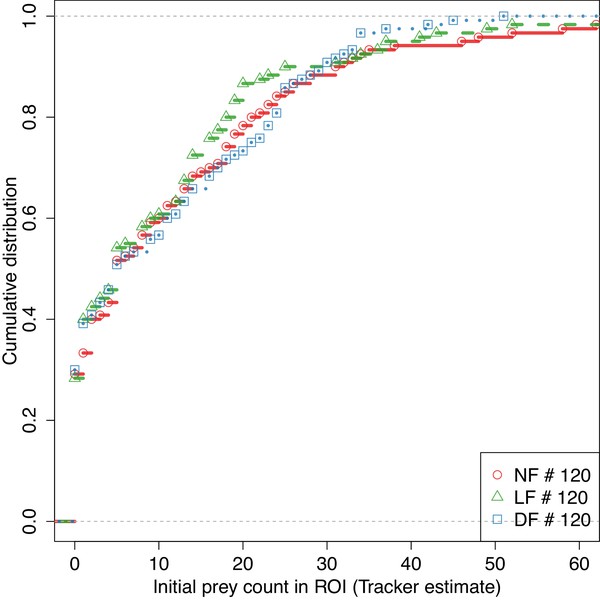 Cumulative distribution
1.0
0.8
0.6
0.4
0.2
0.0
NF # 120
LF # 120
DF # 120
0 10 20 30 40 50 60
Initial prey count in ROI (Tracker estimate)